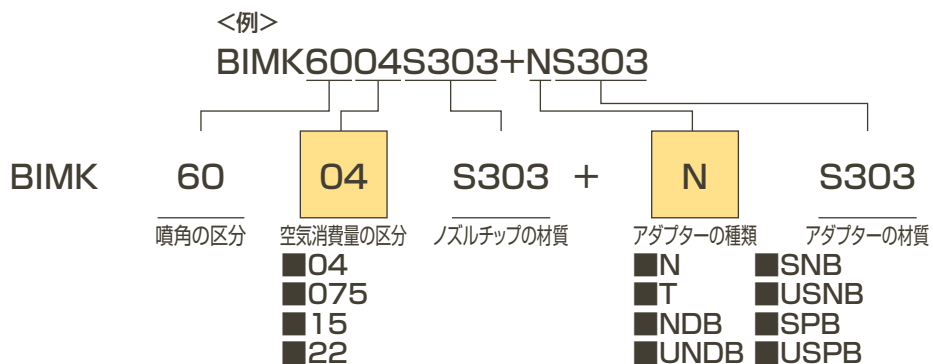 ＜例＞
BIMK6004S303+NS303
BIMK 60 04 S303 + N S303
噴角の区分 空気消費量の区分 ノズルチップの材質 アダプターの種類 アダプターの材質
■04 ■N ■SNB
■075 ■T ■USNB
■15 ■NDB ■SPB
■22 ■UNDB ■USPB